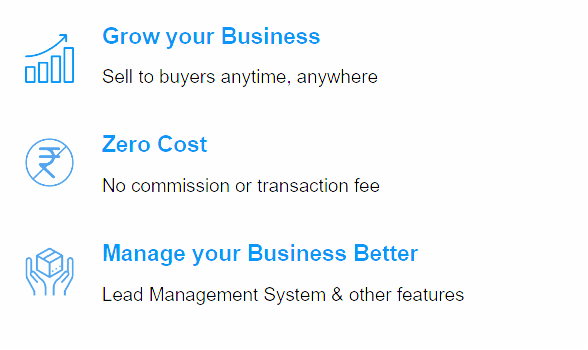 Grow your Business
Sell to buyers anytime, anywhere
Zero Cost
No commission or transaction fee
Manage your Business Better
Lead Management System & other features